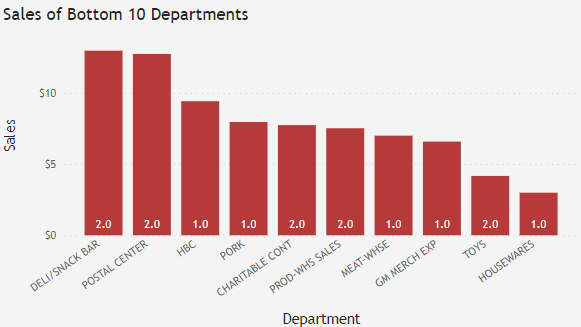 Sales of Bottom 10 Departments
Sales
$10
$5
$0
2.0 2.0 1.0 1.0 2.0 2.0 1.0 1.0 2.0 1.0
DELI/SNACK BAR
POSTAL CENTER
HBC
PORK
CHARITABLE CONT
PROD-WHS SALES
MEAT-WHSE
GM MERCH EXP
TOYS
HOUSEWARES
Department